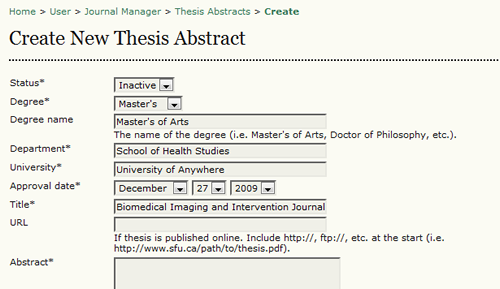 Home > User > Journal Manager > Thesis Abstracts > Create
Create New Thesis Abstract
Status* Inactive
Degree* Master's
Degree name Master's of Arts
The name of the degree (i.e. Master's of Arts, Doctor of Philosophy, etc.).
Department* School of Health Studies
University* University of Anywhere
Approval date* December 27 2009
Title* Biomedical Imaging and Intervention Journal
URL
If thesis is published online. Include http://, ftp://, etc. at the start (i.e.
http://www.sfu.ca/path/to/thesis.pdf).
Abstract*